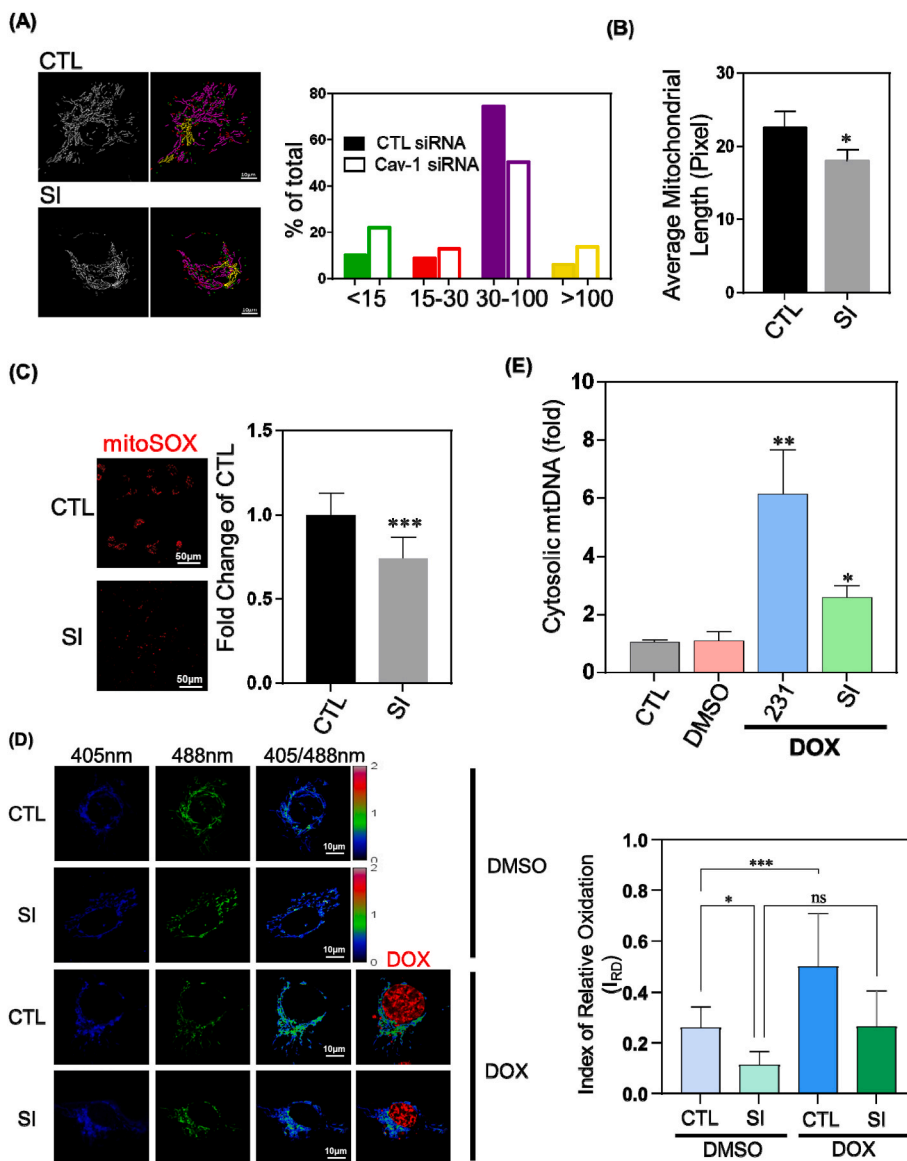 (A)
CTL
10µm
10µm
SI
10µm
10µm
% of total
80
60
40
20
0
CTL siRNA
Cav-1 siRNA
<15
15-30
30-100
>100
(B)
Average Mitochondrial
Length (Pixel)
30
20
10
0
*
CTL
SI
(C)
mitoSOX
CTL
50µm
SI
50µm
Fold Change of CTL
1.5
1.0
0.5
0.0
***
CTL
SI
(E)
Cytosolic mtDNA (fold)
10
8
6
4
2
0
**
*
CTL
DMSO
231
SI
DOX
(D)
405nm
488nm
405/488nm
CTL
10µm
2
1
0
SI
10µm
2
1
0
DMSO
DOX
CTL
10µm
SI
10µm
DOX
Index of Relative Oxidation
(IRD)
1.0
0.8
0.6
0.4
0.2
0.0
***
*
ns
CTL
SI
CTL
SI
DMSO
DOX